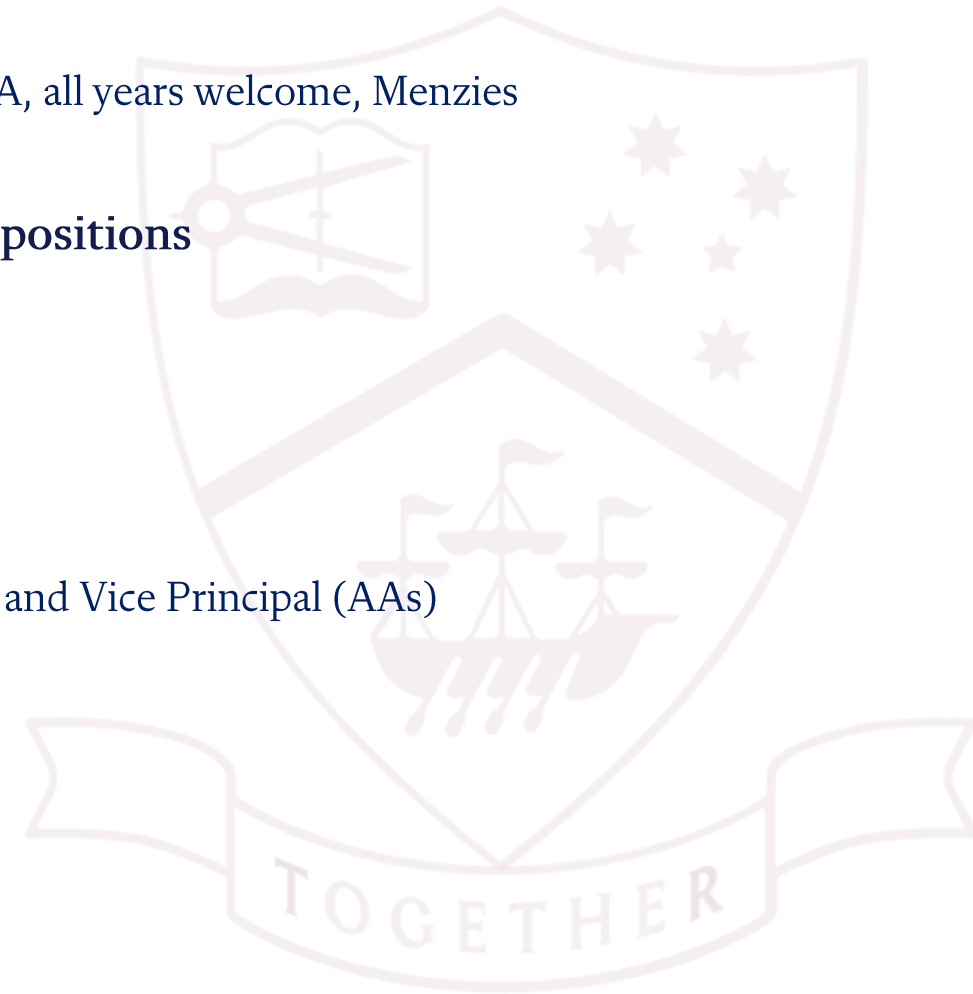 A, all years welcome, Menzies
positions
and Vice Principal (AAs)
TOGETHER